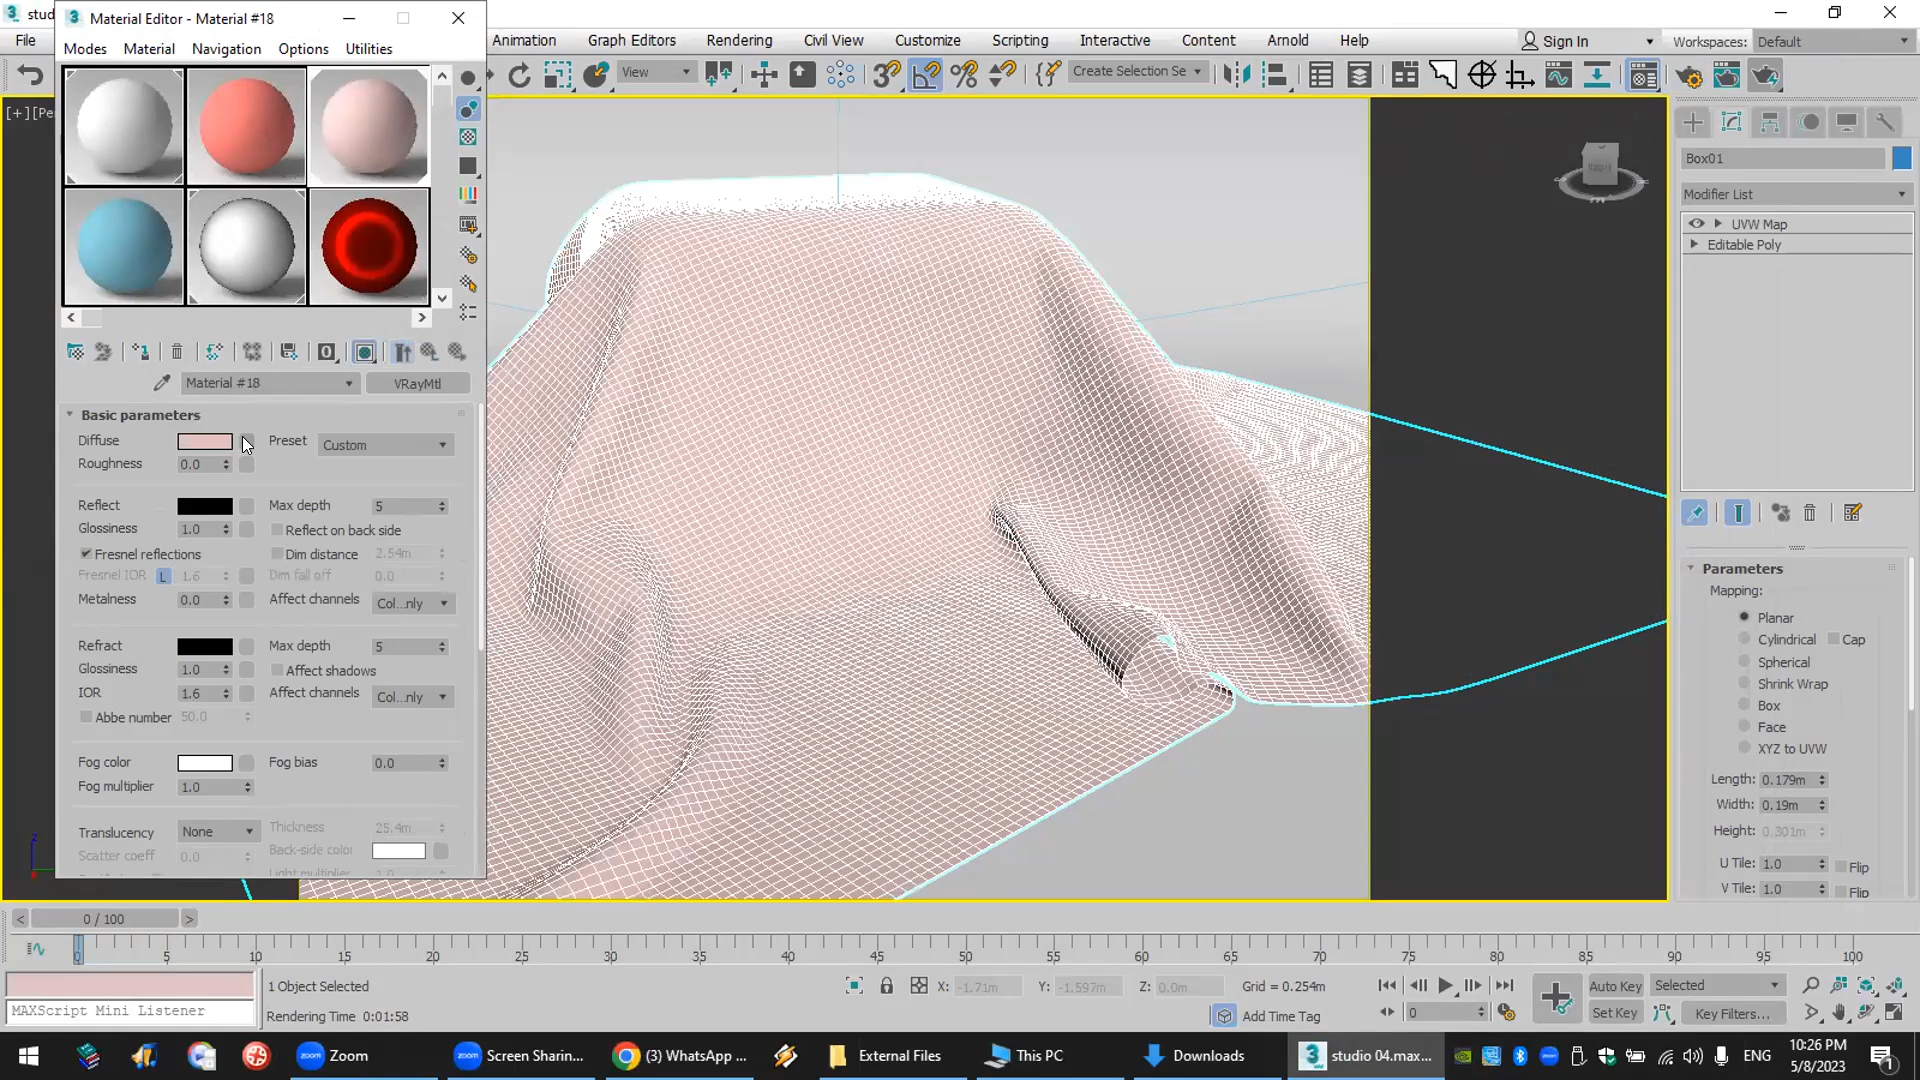 stud
Material Editor - Material #18
File
Modes Material Navigation Options Utilities
Animation Graph Editors Rendering Civil View Customize Scripting Interactive Content Arnold Help
Sign In
Workspaces: Default
View
Create Selection Se
[+][Pe
Box01
Modifier List
UVW Map
Editable Poly
Material #18
VRayMtl
Basic parameters
Diffuse
Preset Custom
Roughness 0.0
Reflect
Max depth 5
Glossiness 1.0
Reflect on back side
Fresnel reflections
Dim distance 2.54m
Fresnel IOR L 1.6
Dim fall off 0.0
Metalness 0.0
Affect channels Col...nly
Refract
Max depth 5
Glossiness 1.0
Affect shadows
IOR 1.6
Affect channels Col...nly
Abbe number 50.0
Fog color
Fog bias 0.0
Fog multiplier 1.0
Translucency None
Thickness 25.4m
Scatter coeff 0.0
Back-side color
Parameters
Mapping:
Planar
Cylindrical Cap
Spherical
Shrink Wrap
Box
Face
XYZ to UVW
Length: 0.179m
Width: 0.19m
Height: 0.301m
U Tile: 1.0 Flip
V Tile: 1.0 Flip
< 0 / 100 >
0 5 10 15 20 25 30 35 40 45 50 55 60 65 70 75 80 85 90 95 100
1 Object Selected
X: -1.71m Y: -1.597m Z: 0.0m Grid = 0.254m
Auto Key Selected
MAXScript Mini Listener
Rendering Time 0:01:58
Add Time Tag
0
Set Key Key Filters...
Zoom
Screen Sharin...
(3) WhatsApp ...
External Files
This PC
Downloads
studio 04.max...
ENG
10:26 PM
5/8/2023
1